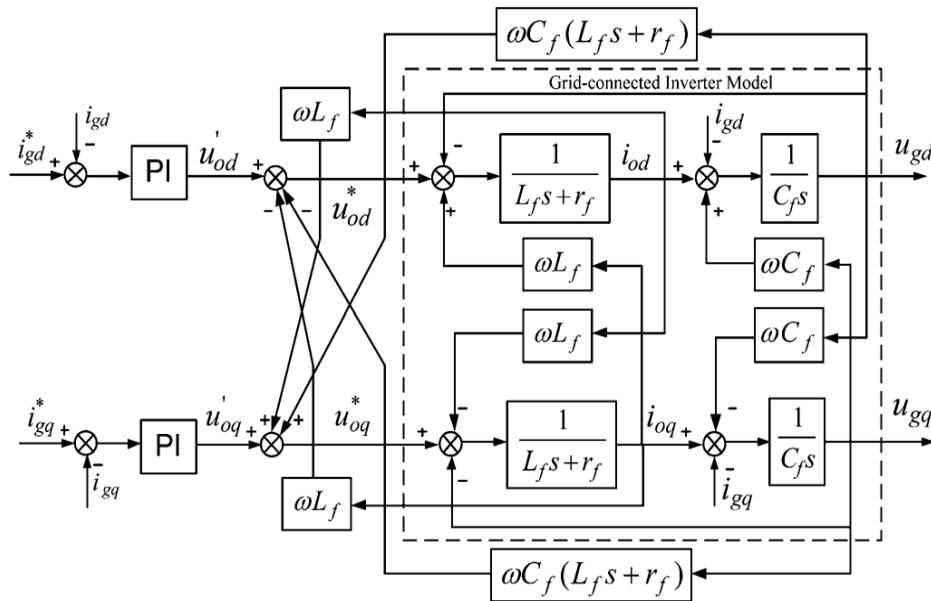 ωC_f(L_f s+r_f)
Grid-connected Inverter Model
ωL_f
i_gd
i*_gd + -
PI
u'_od
+ - -
u*_od
+ - +
1/(L_f s+r_f)
i_od
i_gd
+ - +
1/(C_f s)
u_gd
ωL_f
ωC_f
ωL_f
ωC_f
i*_gq + -
i_gq
PI
u'_oq
+ + +
u*_oq
+ - -
1/(L_f s+r_f)
i_oq
+ - -
i_gq
1/(C_f s)
u_gq
ωL_f
ωC_f(L_f s+r_f)